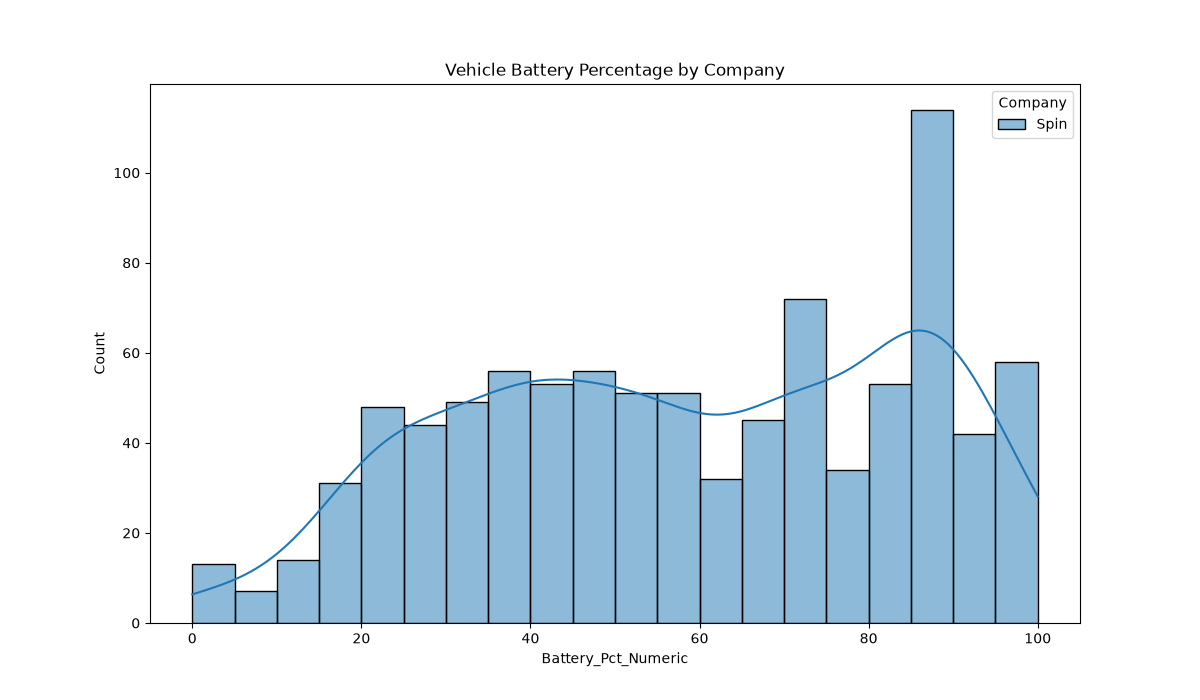 Vehicle Battery Percentage by Company
Company
Spin
Count
100
80
60
40
20
0
0 20 40 60 80 100
Battery_Pct_Numeric